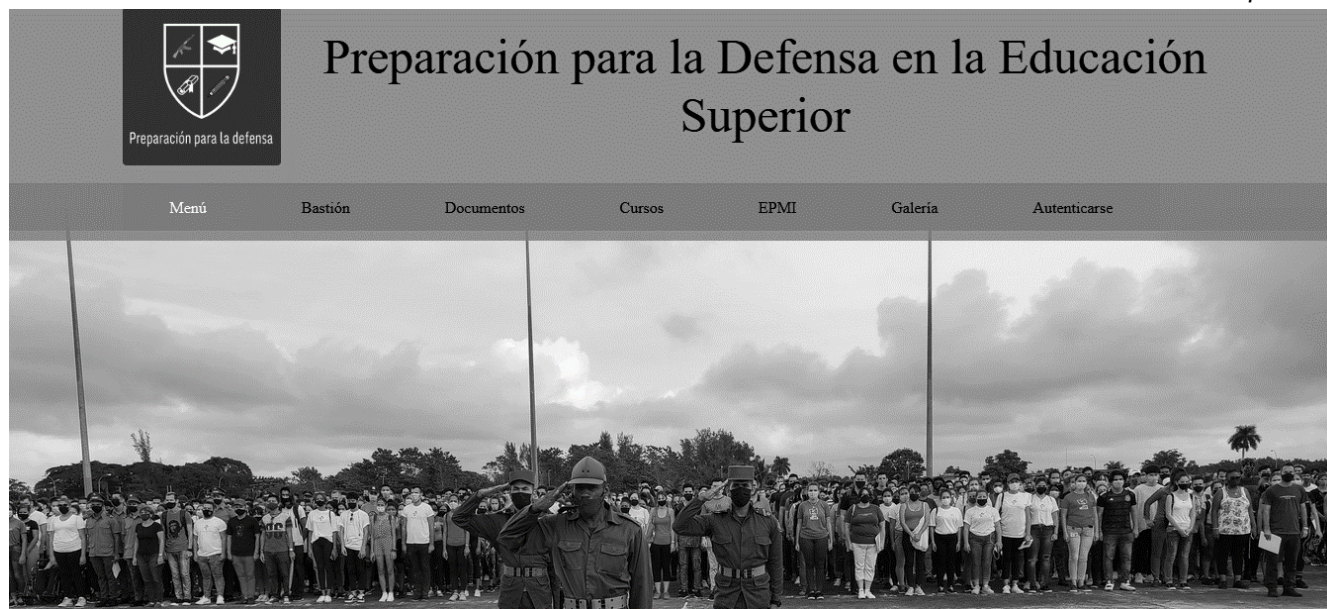 Preparación para la defensa
Preparación para la Defensa en la Educación
Superior
Menú Bastión Documentos Cursos EPMI Galería Autenticarse